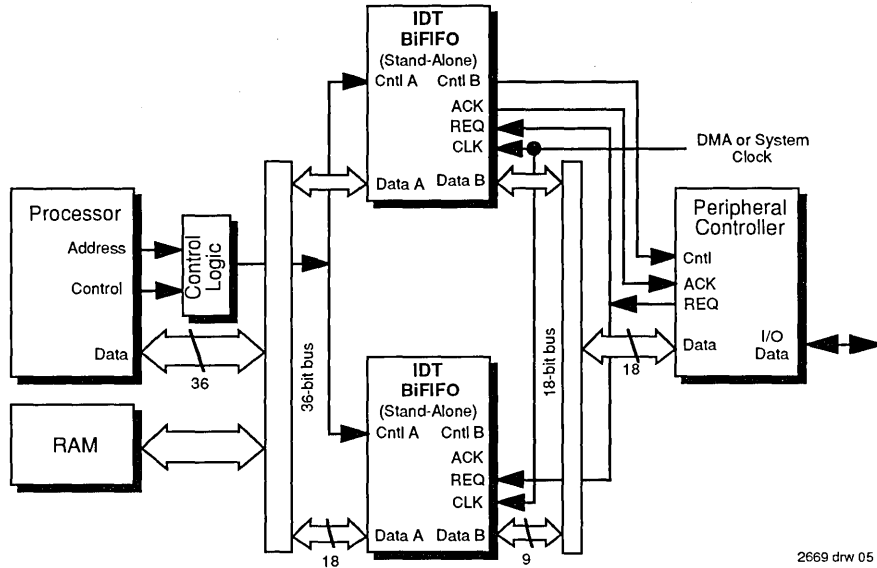 IDT
BiFIFO
(Stand-Alone)
Cntl A Cntl B
ACK
REQ
CLK
Data A Data B
DMA or System
Clock
Processor
Address
Control
Data
36
Control
Logic
RAM
36-bit bus
18-bit bus
Peripheral
Controller
Cntl
ACK
REQ
Data
I/O
Data
18
IDT
BiFIFO
(Stand-Alone)
Cntl A Cntl B
ACK
REQ
CLK
Data A Data B
18
9
2669 drw 05